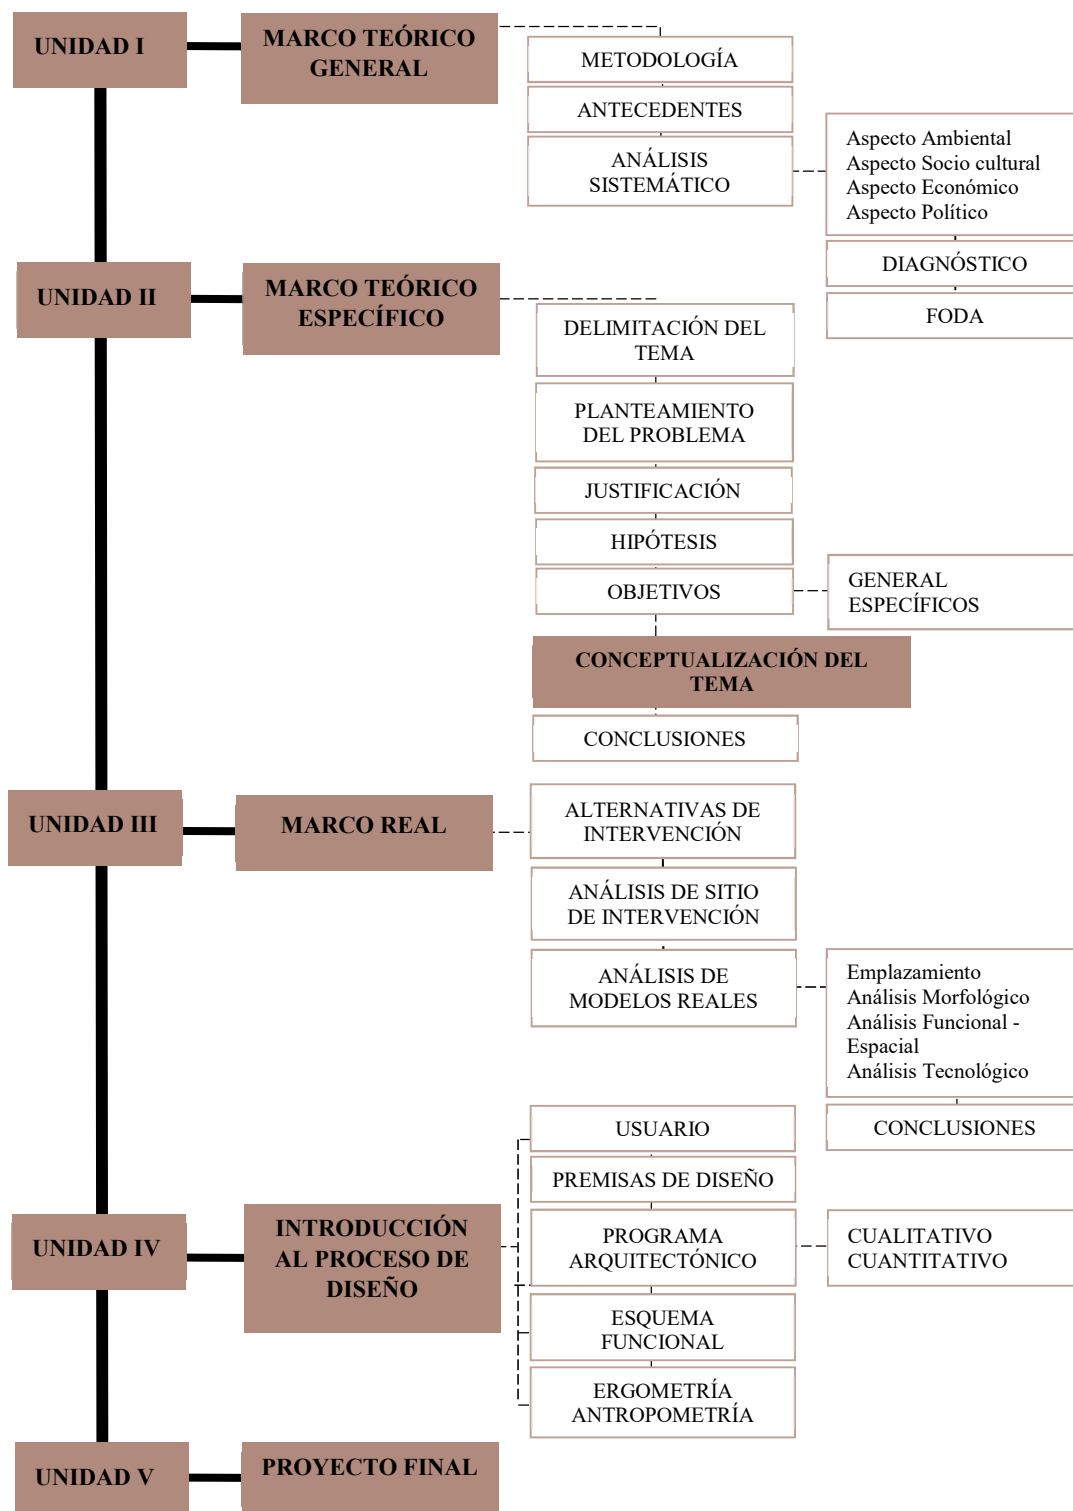 UNIDAD I
MARCO TEÓRICO
GENERAL
METODOLOGÍA
ANTECEDENTES
ANÁLISIS
SISTEMÁTICO
Aspecto Ambiental
Aspecto Socio cultural
Aspecto Económico
Aspecto Político
DIAGNÓSTICO
FODA
UNIDAD II
MARCO TEÓRICO
ESPECÍFICO
DELIMITACIÓN DEL
TEMA
PLANTEAMIENTO
DEL PROBLEMA
JUSTIFICACIÓN
HIPÓTESIS
OBJETIVOS
GENERAL
ESPECÍFICOS
CONCEPTUALIZACIÓN DEL
TEMA
CONCLUSIONES
UNIDAD III
MARCO REAL
ALTERNATIVAS DE
INTERVENCIÓN
ANÁLISIS DE SITIO
DE INTERVENCIÓN
ANÁLISIS DE
MODELOS REALES
Emplazamiento
Análisis Morfológico
Análisis Funcional -
Espacial
Análisis Tecnológico
CONCLUSIONES
UNIDAD IV
INTRODUCCIÓN
AL PROCESO DE
DISEÑO
USUARIO
PREMISAS DE DISEÑO
PROGRAMA
ARQUITECTÓNICO
CUALITATIVO
CUANTITATIVO
ESQUEMA
FUNCIONAL
ERGOMETRÍA
ANTROPOMETRÍA
UNIDAD V
PROYECTO FINAL